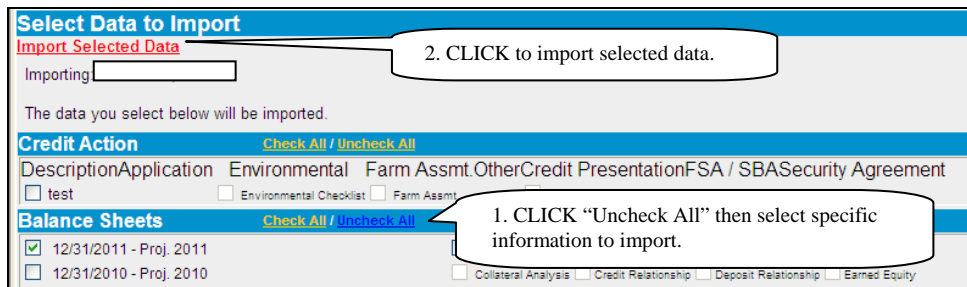 Select Data to Import
Import Selected Data
2. CLICK to import selected data.
Importing:
The data you select below will be imported.
Credit Action Check All / Uncheck All
DescriptionApplication Environmental Farm Assmt.OtherCredit PresentationFSA / SBASecurity Agreement
test Environmental Checklist Farm Assmt.
Balance Sheets Check All / Uncheck All
1. CLICK “Uncheck All” then select specific
information to import.
12/31/2011 - Proj. 2011
12/31/2010 - Proj. 2010 Collateral Analysis Credit Relationship Deposit Relationship Earned Equity